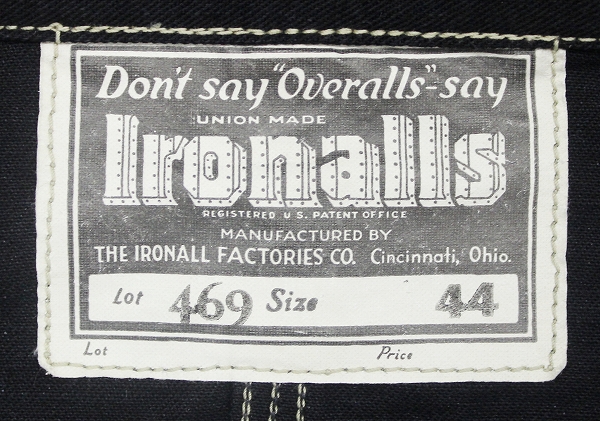 Don't say "Overalls"-say
UNION MADE
Ironalls
REGISTERED U.S. PATENT OFFICE
MANUFACTURED BY
THE IRONALL FACTORIES CO. Cincinnati, Ohio.
Lot 469 Size 44
Lot Price